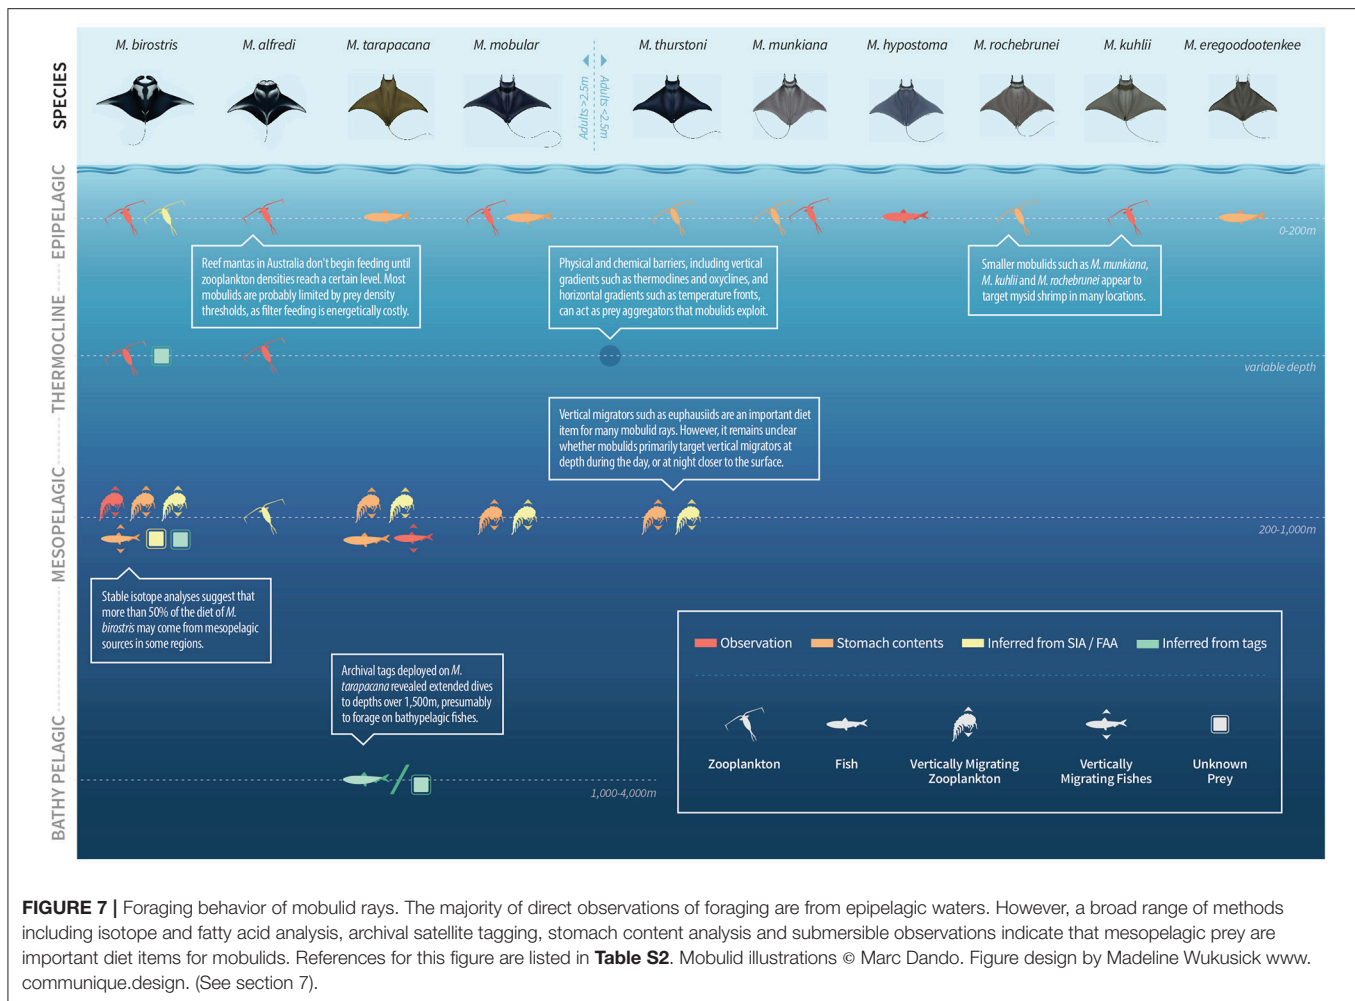 SPECIES
M. birostris
M. alfredi
M. tarapacana
M. mobular
Adults >2.5m
Adults <2.5m
M. thurstoni
M. munkiana
M. hypostoma
M. rochebrunei
M. kuhlii
M. eregoodootenkee
EPIPELAGIC
0-200m
Reef mantas in Australia don't begin feeding until
zooplankton densities reach a certain level. Most
mobulids are probably limited by prey density
thresholds, as filter feeding is energetically costly.
Physical and chemical barriers, including vertical
gradients such as thermoclines and oxyclines, and
horizontal gradients such as temperature fronts,
can act as prey aggregators that mobulids exploit.
Smaller mobulids such as M. munkiana,
M. kuhlii and M. rochebrunei appear to
target mysid shrimp in many locations.
THERMOCLINE
variable depth
Vertical migrators such as euphausiids are an important diet
item for many mobulid rays. However, it remains unclear
whether mobulids primarily target vertical migrators at
depth during the day, or at night closer to the surface.
MESOPELAGIC
200-1,000m
Stable isotope analyses suggest that
more than 50% of the diet of M.
birostris may come from mesopelagic
sources in some regions.
Archival tags deployed on M.
tarapacana revealed extended dives
to depths over 1,500m, presumably
to forage on bathypelagic fishes.
BATHYPELAGIC
1,000-4,000m
Observation
Stomach contents
Inferred from SIA / FAA
Inferred from tags
Zooplankton
Fish
Vertically Migrating
Zooplankton
Vertically
Migrating Fishes
Unknown
Prey
FIGURE 7 | Foraging behavior of mobulid rays. The majority of direct observations of foraging are from epipelagic waters. However, a broad range of methods
including isotope and fatty acid analysis, archival satellite tagging, stomach content analysis and submersible observations indicate that mesopelagic prey are
important diet items for mobulids. References for this figure are listed in Table S2. Mobulid illustrations © Marc Dando. Figure design by Madeline Wukusick www.
communique.design. (See section 7).